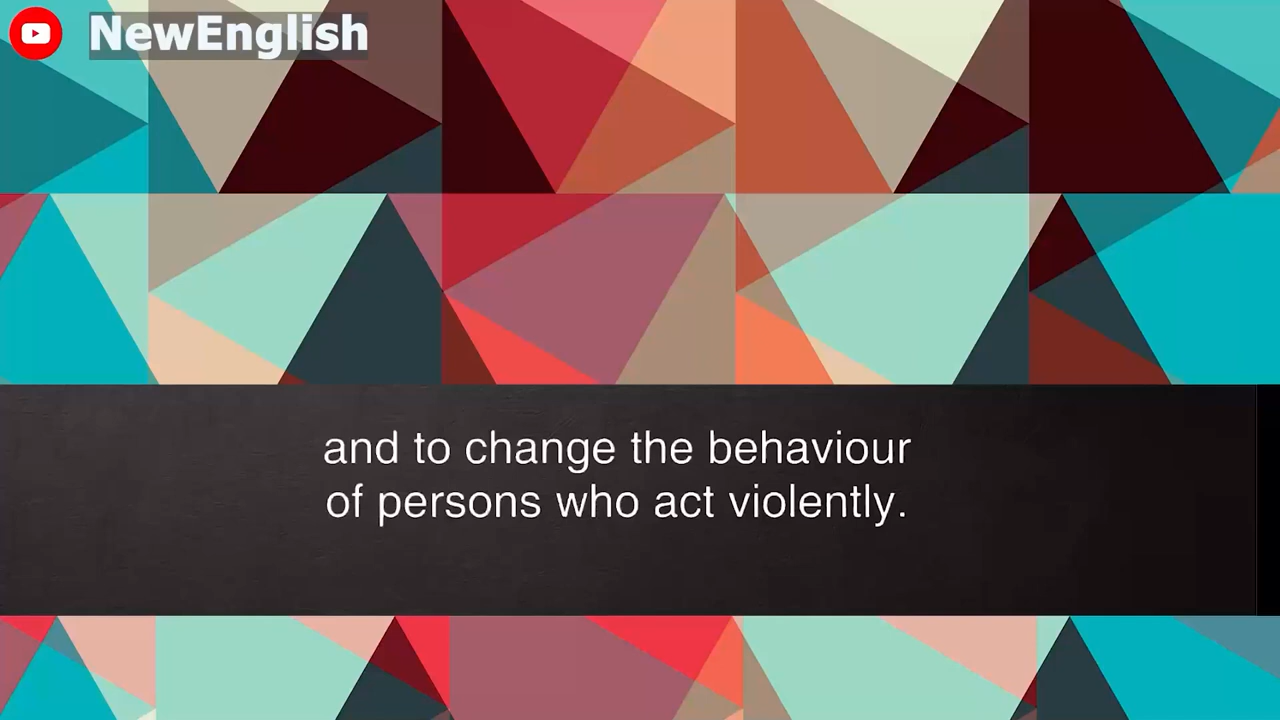 NewEnglish
and to change the behaviour
of persons who act violently.